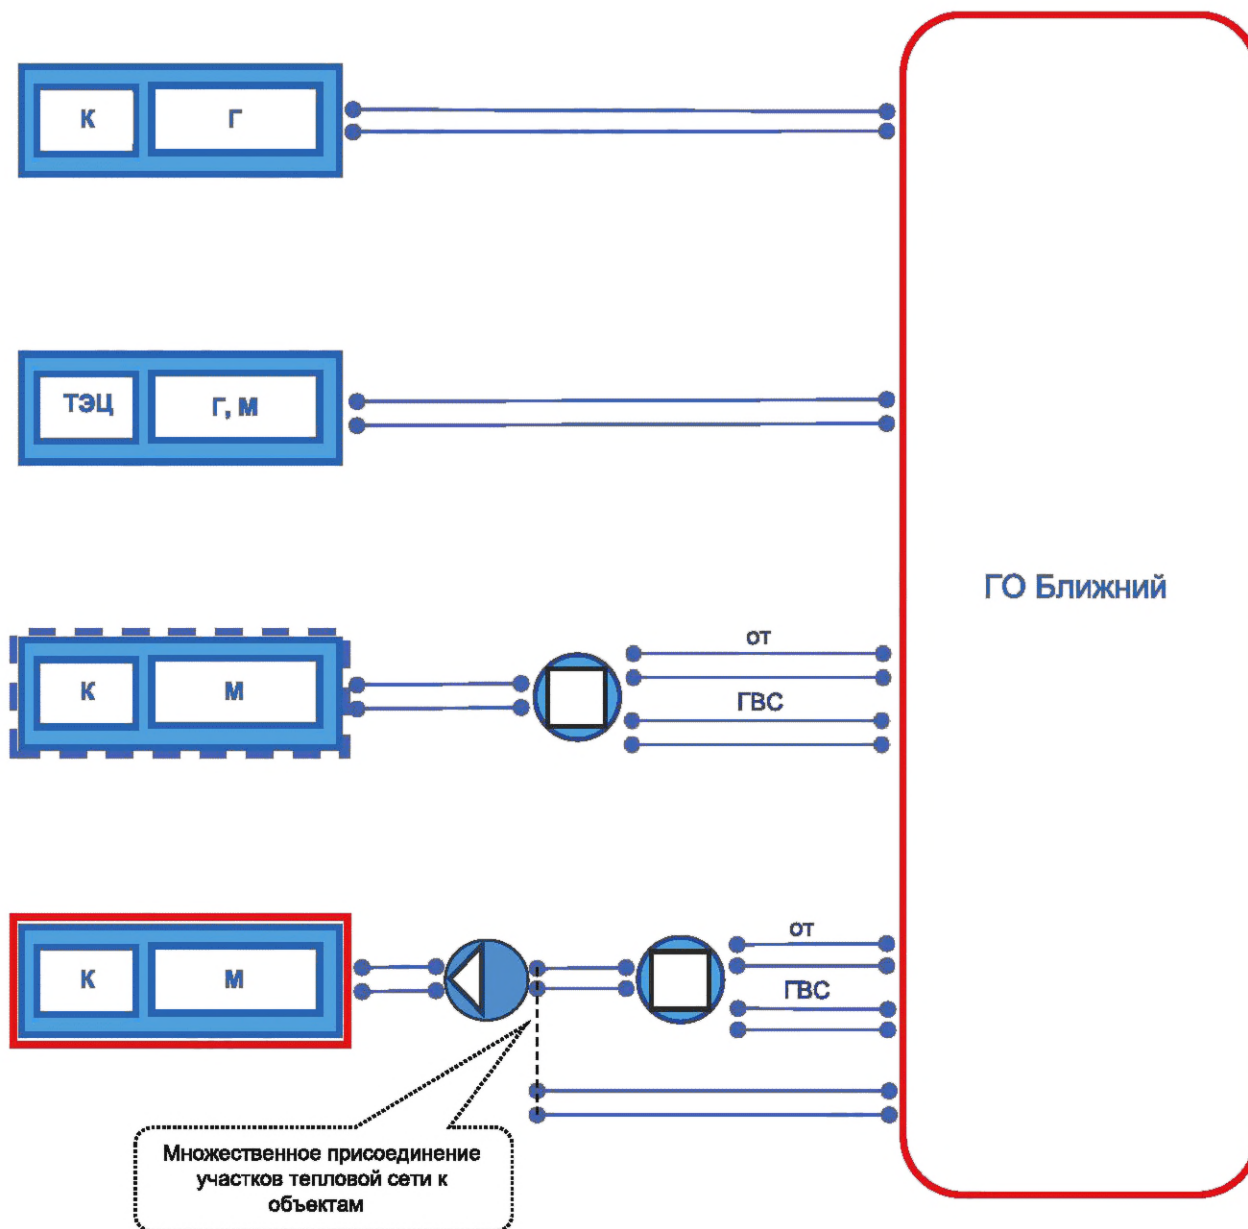 К Г
ТЭЦ Г, М
ГО Ближний
от
К М
ГВС
от
К М
ГВС
Множественное присоединение
участков тепловой сети к
объектам